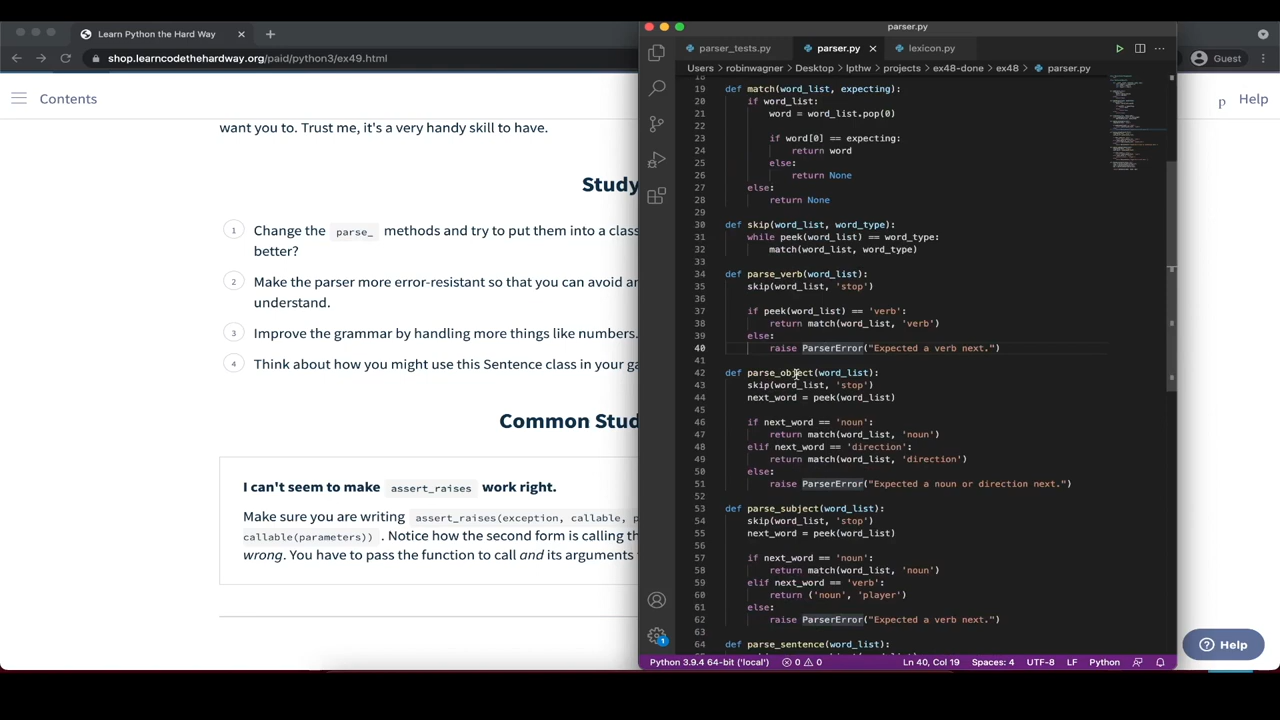 Learn Python the Hard Way
shop.learncodethehardway.org/paid/python3/ex49.html
Guest
Contents
Help
want you to. Trust me, it's a very handy skill to have.
Study
1 Change the parse_ methods and try to put them into a class
better?
2 Make the parser more error-resistant so that you can avoid an
understand.
3 Improve the grammar by handling more things like numbers.
4 Think about how you might use this Sentence class in your ga
Common Stud
I can't seem to make assert_raises work right.
Make sure you are writing assert_raises(exception, callable, p
callable(parameters)). Notice how the second form is calling th
wrong. You have to pass the function to call and its arguments
parser.py
parser_tests.py
parser.py
lexicon.py
Users > robinwagner > Desktop > lpthw > projects > ex48-done > ex48 > parser.py
18
19 def match(word_list, expecting):
20 if word_list:
21 word = word_list.pop(0)
22
23 if word[0] == expecting:
24 return word
25 else:
26 return None
27 else:
28 return None
29
30 def skip(word_list, word_type):
31 while peek(word_list) == word_type:
32 match(word_list, word_type)
33
34 def parse_verb(word_list):
35 skip(word_list, 'stop')
36
37 if peek(word_list) == 'verb':
38 return match(word_list, 'verb')
39 else:
40 raise ParserError("Expected a verb next.")
41
42 def parse_object(word_list):
43 skip(word_list, 'stop')
44 next_word = peek(word_list)
45
46 if next_word == 'noun':
47 return match(word_list, 'noun')
48 elif next_word == 'direction':
49 return match(word_list, 'direction')
50 else:
51 raise ParserError("Expected a noun or direction next.")
52
53 def parse_subject(word_list):
54 skip(word_list, 'stop')
55 next_word = peek(word_list)
56
57 if next_word == 'noun':
58 return match(word_list, 'noun')
59 elif next_word == 'verb':
60 return ('noun', 'player')
61 else:
62 raise ParserError("Expected a verb next.")
63
64 def parse_sentence(word_list):
1
Help
Python 3.9.4 64-bit ('local') 0 0 Ln 40, Col 19 Spaces: 4 UTF-8 LF Python